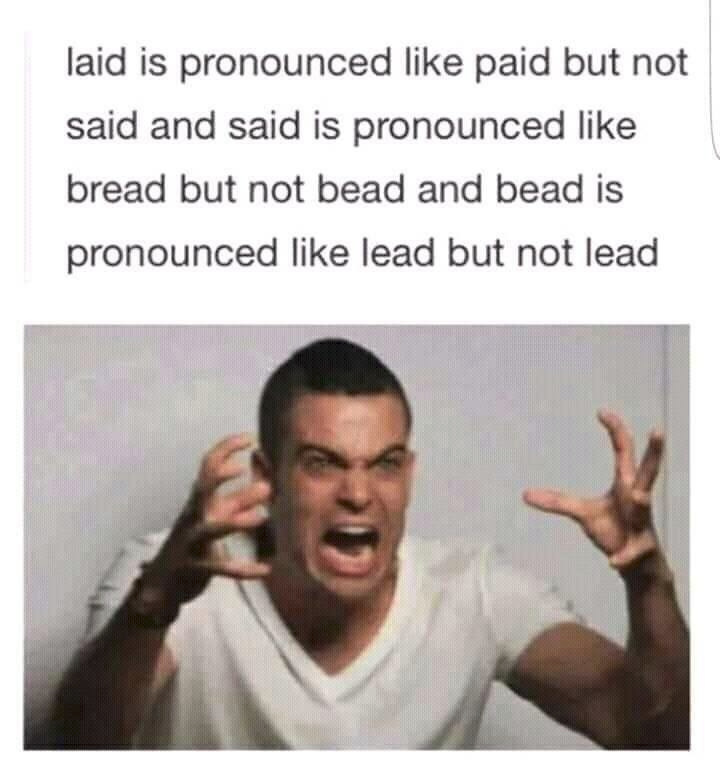 laid is pronounced like paid but not
said and said is pronounced like
bread but not bead and bead is
pronounced like lead but not lead